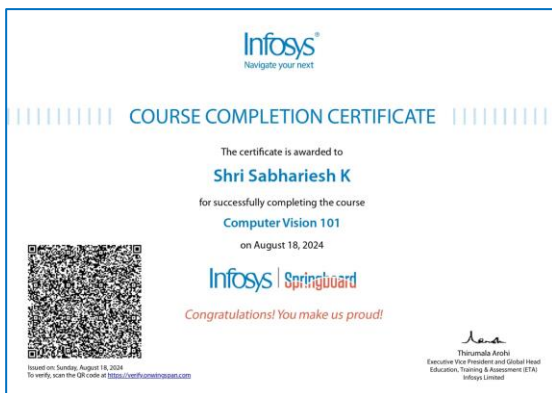 Infosys®
Navigate your next
COURSE COMPLETION CERTIFICATE
The certificate is awarded to
Shri Sabhariesh K
for successfully completing the course
Computer Vision 101
on August 18, 2024
Infosys | Springboard
Congratulations! You make us proud!
Issued on: Sunday, August 18, 2024
To verify, scan the QR code at https://verify.onwingspan.com
Thirumala Arohi
Executive Vice President and Global Head
Education, Training & Assessment (ETA)
Infosys Limited